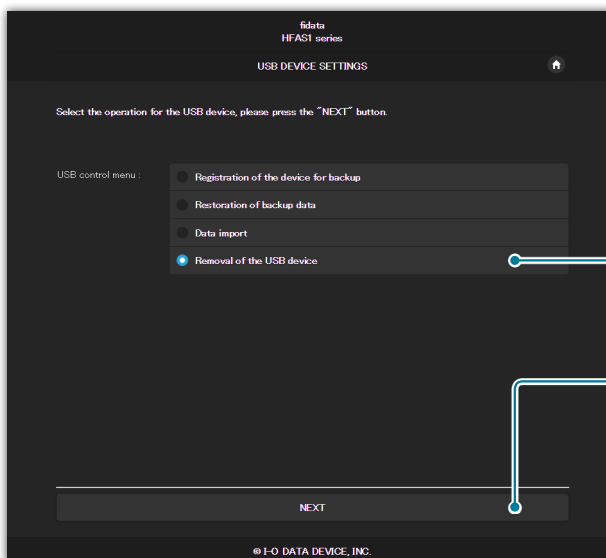 fidata
HFAS1 series
USB DEVICE SETTINGS
Select the operation for the USB device, please press the "NEXT" button.
USB control menu :
Registration of the device for backup
Restoration of backup data
Data import
Removal of the USB device
NEXT
© I-O DATA DEVICE, INC.